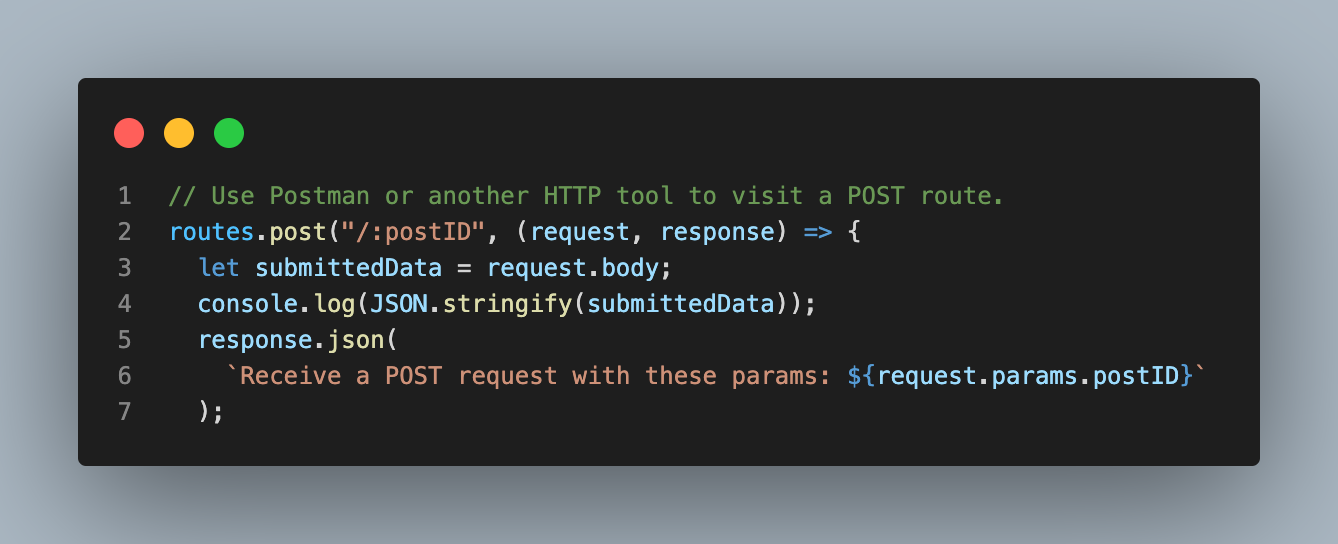 1 // Use Postman or another HTTP tool to visit a POST route.
2 routes.post("/:postID", (request, response) => {
3   let submittedData = request.body;
4   console.log(JSON.stringify(submittedData));
5   response.json(
6     `Receive a POST request with these params: ${request.params.postID}`
7   );